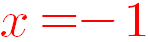 x = - 1